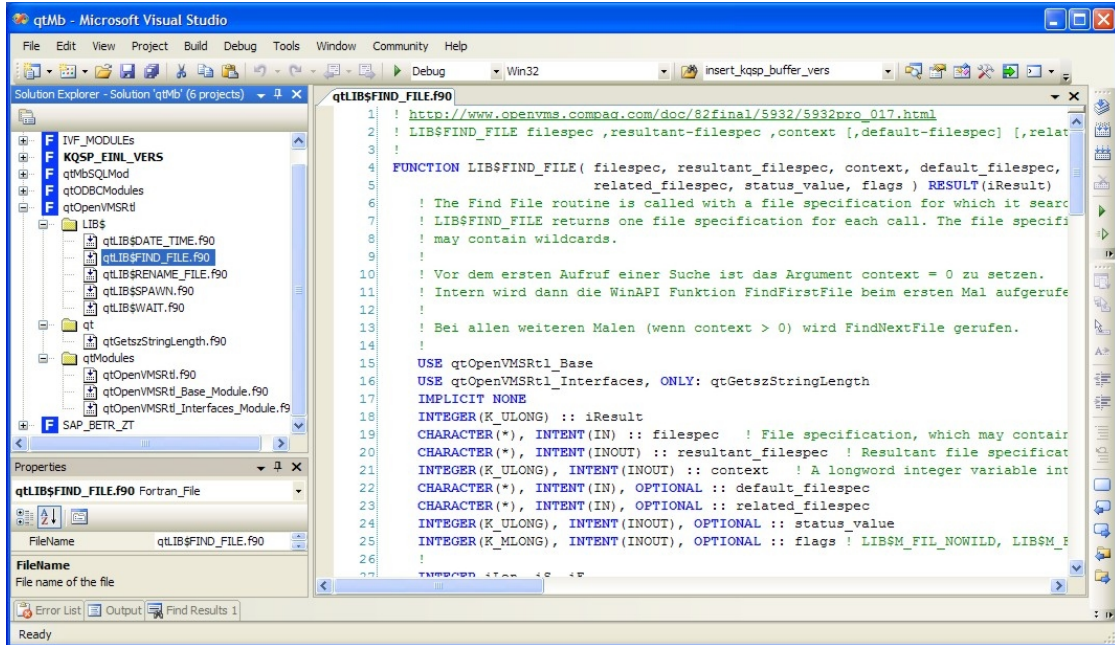 qtMb - Microsoft Visual Studio
File Edit View Project Build Debug Tools Window Community Help
Debug Win32 insert_kqsp_buffer_vers
Solution Explorer - Solution 'qtMb' (6 projects)
IVF_MODULEs
KQSP_EINL_VERS
qtMbSQLMod
qtODBCModules
qtOpenVMSRtl
LIB$
qtLIB$DATE_TIME.f90
qtLIB$FIND_FILE.f90
qtLIB$RENAME_FILE.f90
qtLIB$SPAWN.f90
qtLIB$WAIT.f90
qt
qtGetszStringLength.f90
qtModules
qtOpenVMSRtl.f90
qtOpenVMSRtl_Base_Module.f90
qtOpenVMSRtl_Interfaces_Module.f9
SAP_BETR_ZT
Properties
qtLIB$FIND_FILE.f90 Fortran_File
FileName qtLIB$FIND_FILE.f90
FileName
File name of the file
qtLIB$FIND_FILE.f90
1 ! http://www.openvms.compaq.com/doc/82final/5932/5932pro_017.html
2 ! LIB$FIND_FILE filespec ,resultant-filespec ,context [,default-filespec] [,relat
3 !
4 FUNCTION LIB$FIND_FILE( filespec, resultant_filespec, context, default_filespec,
5 related_filespec, status_value, flags ) RESULT(iResult)
6 ! The Find File routine is called with a file specification for which it searc
7 ! LIB$FIND_FILE returns one file specification for each call. The file specifi
8 ! may contain wildcards.
9 !
10 ! Vor dem ersten Aufruf einer Suche ist das Argument context = 0 zu setzen.
11 ! Intern wird dann die WinAPI Funktion FindFirstFile beim ersten Mal aufgerufe
12 !
13 ! Bei allen weiteren Malen (wenn context > 0) wird FindNextFile gerufen.
14 !
15 USE qtOpenVMSRtl_Base
16 USE qtOpenVMSRtl_Interfaces, ONLY: qtGetszStringLength
17 IMPLICIT NONE
18 INTEGER(K_ULONG) :: iResult
19 CHARACTER(*), INTENT(IN) :: filespec ! File specification, which may contain
20 CHARACTER(*), INTENT(INOUT) :: resultant_filespec ! Resultant file specificat
21 INTEGER(K_ULONG), INTENT(INOUT) :: context ! A longword integer variable int
22 CHARACTER(*), INTENT(IN), OPTIONAL :: default_filespec
23 CHARACTER(*), INTENT(IN), OPTIONAL :: related_filespec
24 INTEGER(K_ULONG), INTENT(INOUT), OPTIONAL :: status_value
25 INTEGER(K_MLONG), INTENT(INOUT), OPTIONAL :: flags ! LIB$M_FIL_NOWILD, LIB$M_F
26 !
27 INTEGER
Error List Output Find Results 1
Ready